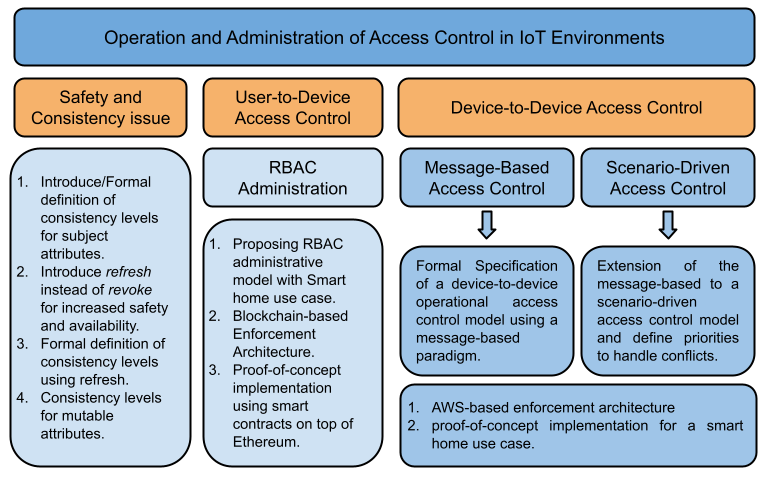 Operation and Administration of Access Control in IoT Environments
Safety and
Consistency issue
1. Introduce/Formal
definition of
consistency levels
for subject
attributes.
2. Introduce refresh
instead of revoke
for increased safety
and availability.
3. Formal definition of
consistency levels
using refresh.
4. Consistency levels
for mutable
attributes.
User-to-Device
Access Control
RBAC
Administration
1. Proposing RBAC
administrative
model with Smart
home use case.
2. Blockchain-based
Enforcement
Architecture.
3. Proof-of-concept
implementation
using smart
contracts on top of
Ethereum.
Device-to-Device Access Control
Message-Based
Access Control
Formal Specification
of a device-to-device
operational access
control model using a
message-based
paradigm.
Scenario-Driven
Access Control
Extension of the
message-based to a
scenario-driven
access control model
and define priorities
to handle conflicts.
1. AWS-based enforcement architecture
2. proof-of-concept implementation for a smart
home use case.